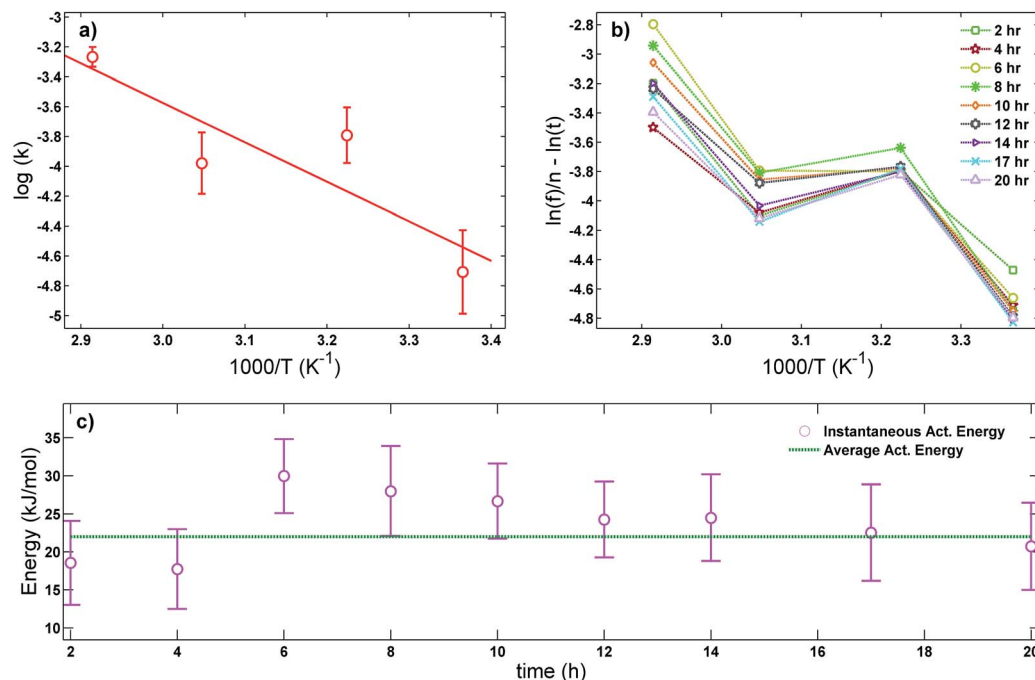 a)
-3
-3.2
-3.4
-3.6
-3.8
-4
-4.2
-4.4
-4.6
-4.8
-5
log (k)
2.9 3.0 3.1 3.2 3.3 3.4
1000/T (K⁻¹)
b)
-2.8
-3
-3.2
-3.4
-3.6
-3.8
-4
-4.2
-4.4
-4.6
-4.8
ln(f)/n - ln(t)
2.9 3.0 3.1 3.2 3.3
1000/T (K⁻¹)
2 hr
4 hr
6 hr
8 hr
10 hr
12 hr
14 hr
17 hr
20 hr
c)
35
30
25
20
15
10
Energy (kJ/mol)
Instantaneous Act. Energy
Average Act. Energy
2 4 6 8 10 12 14 16 18 20
time (h)